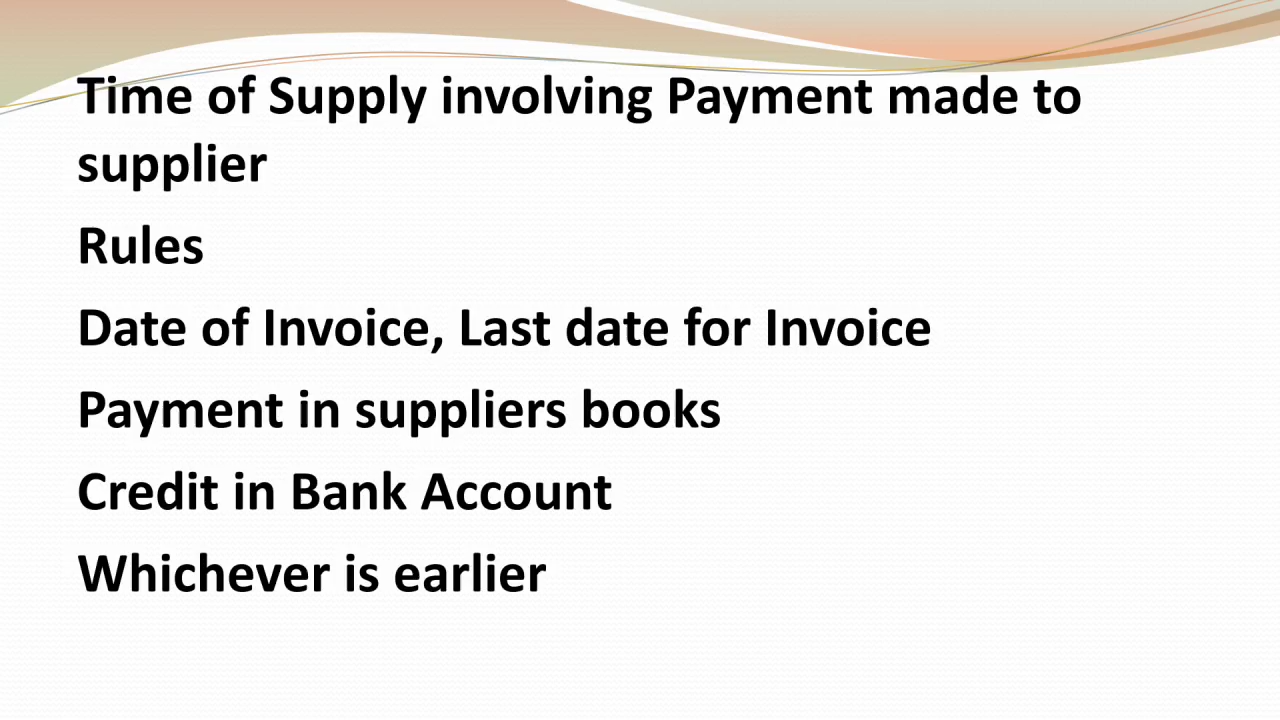 Time of Supply involving Payment made to
supplier
Rules
Date of Invoice, Last date for Invoice
Payment in suppliers books
Credit in Bank Account
Whichever is earlier